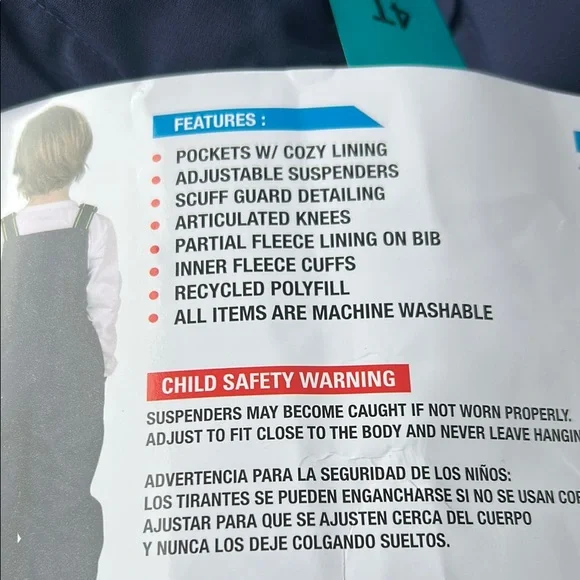 4T
FEATURES :
POCKETS W/ COZY LINING
ADJUSTABLE SUSPENDERS
SCUFF GUARD DETAILING
ARTICULATED KNEES
PARTIAL FLEECE LINING ON BIB
INNER FLEECE CUFFS
RECYCLED POLYFILL
ALL ITEMS ARE MACHINE WASHABLE
CHILD SAFETY WARNING
SUSPENDERS MAY BECOME CAUGHT IF NOT WORN PROPERLY.
ADJUST TO FIT CLOSE TO THE BODY AND NEVER LEAVE HANGIN
ADVERTENCIA PARA LA SEGURIDAD DE LOS NIÑOS:
LOS TIRANTES SE PUEDEN ENGANCHARSE SI NO SE USAN COR
AJUSTAR PARA QUE SE AJUSTEN CERCA DEL CUERPO
Y NUNCA LOS DEJE COLGANDO SUELTOS.